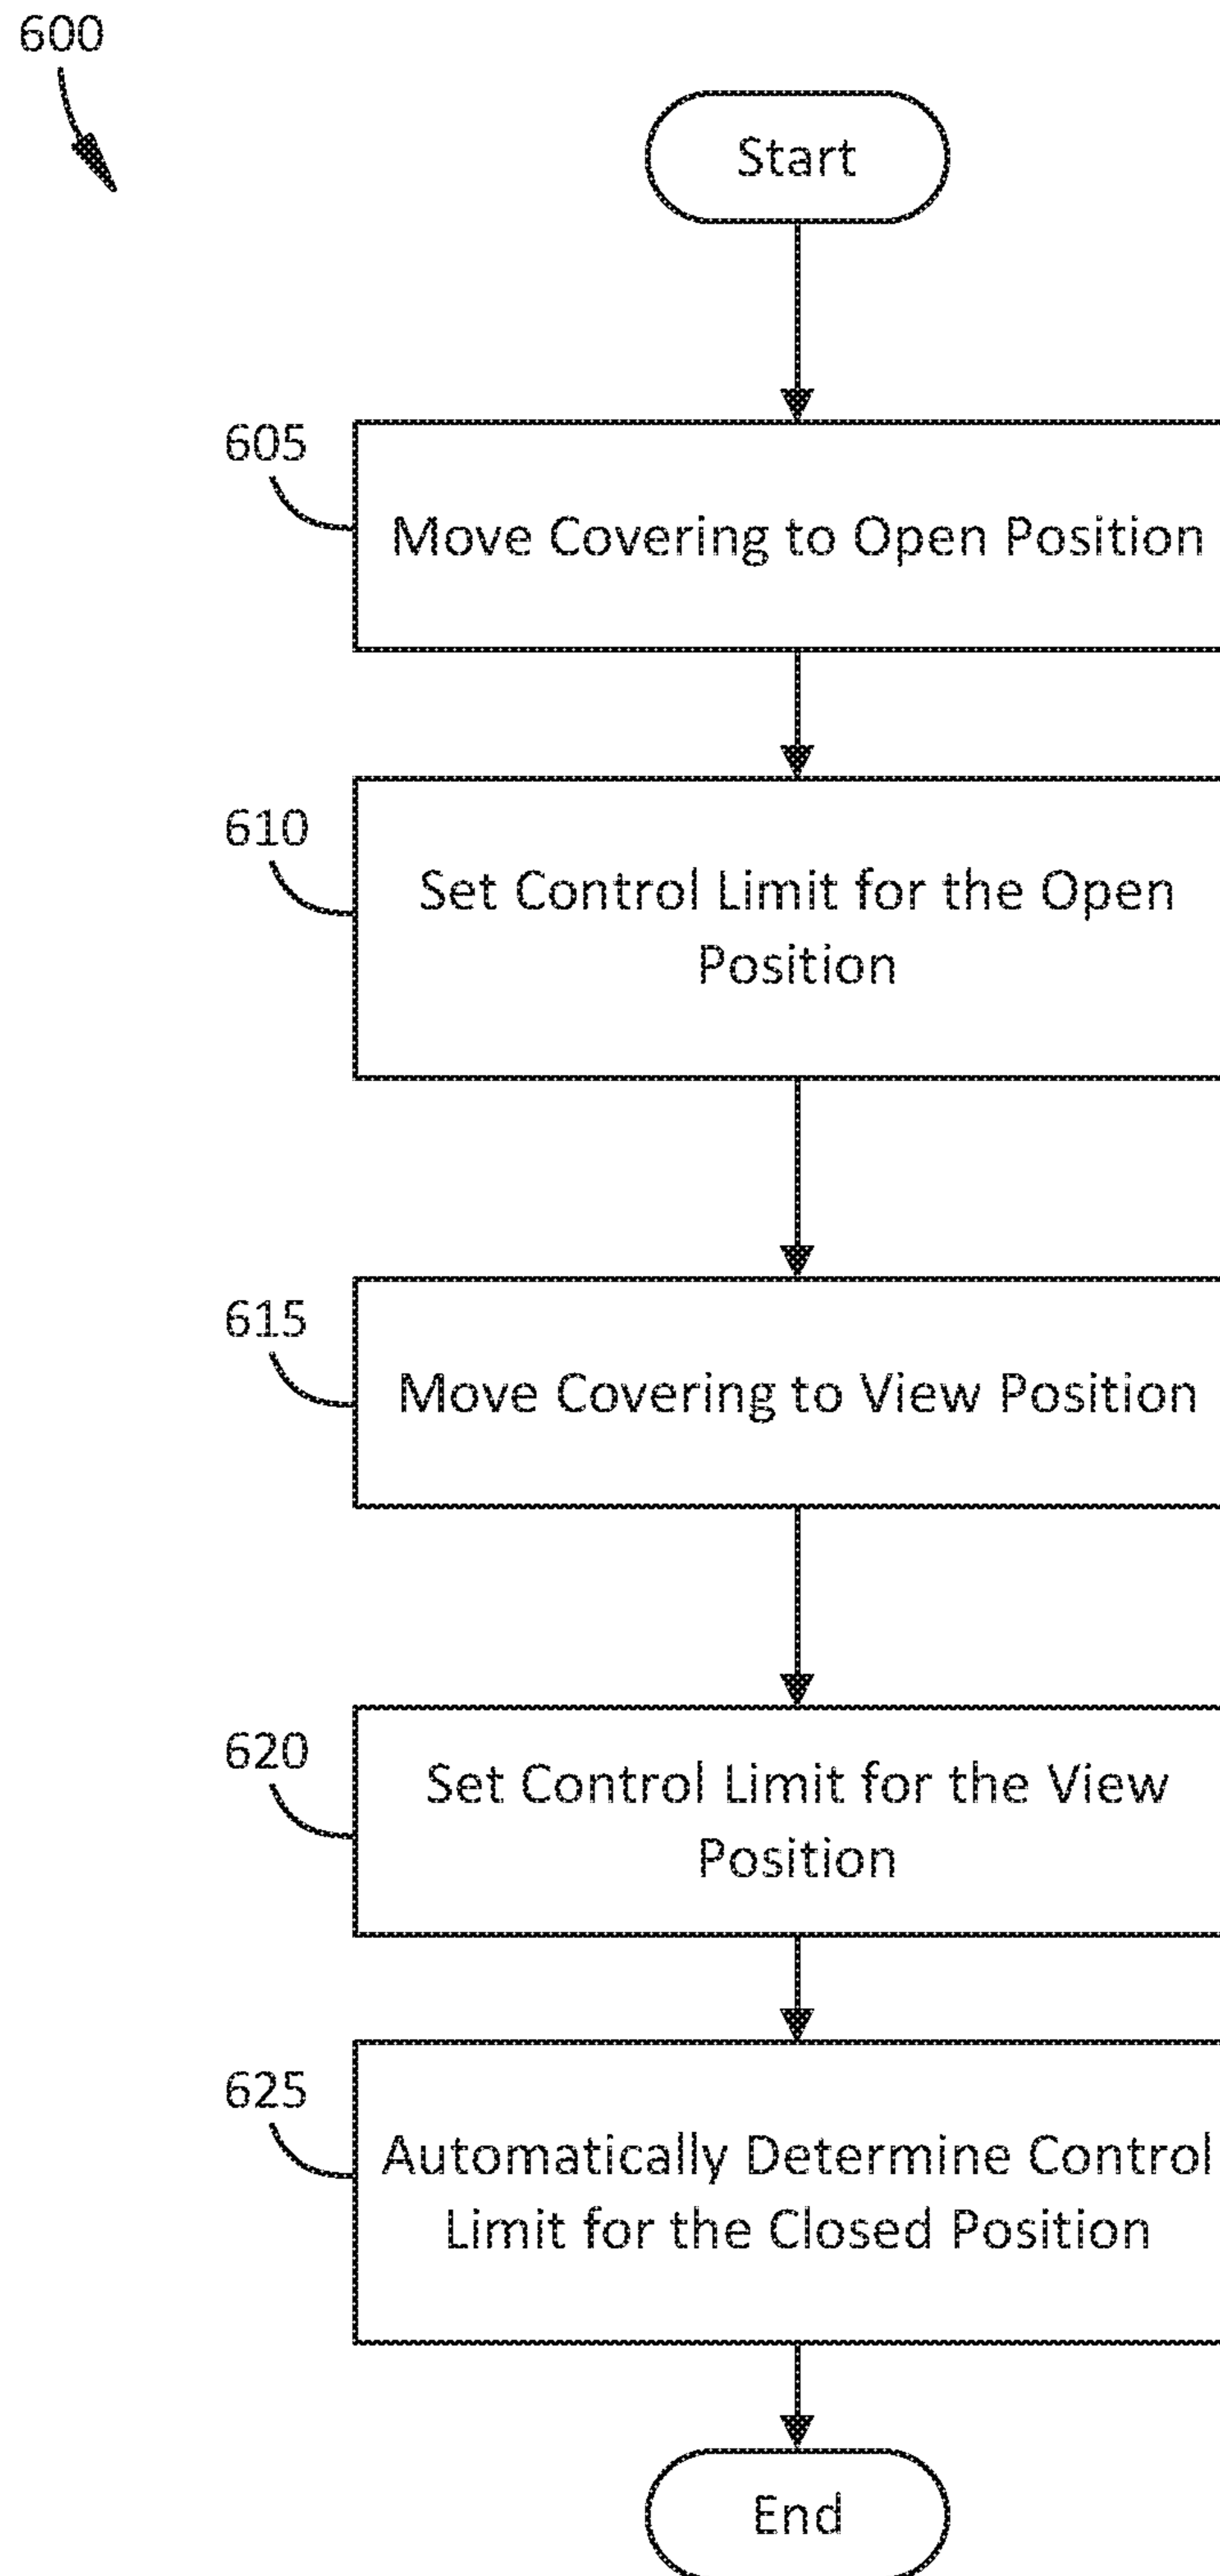 600
Start
605
Move Covering to Open Position
610
Set Control Limit for the Open
Position
615
Move Covering to View Position
620
Set Control Limit for the View
Position
625
Automatically Determine Control
Limit for the Closed Position
End